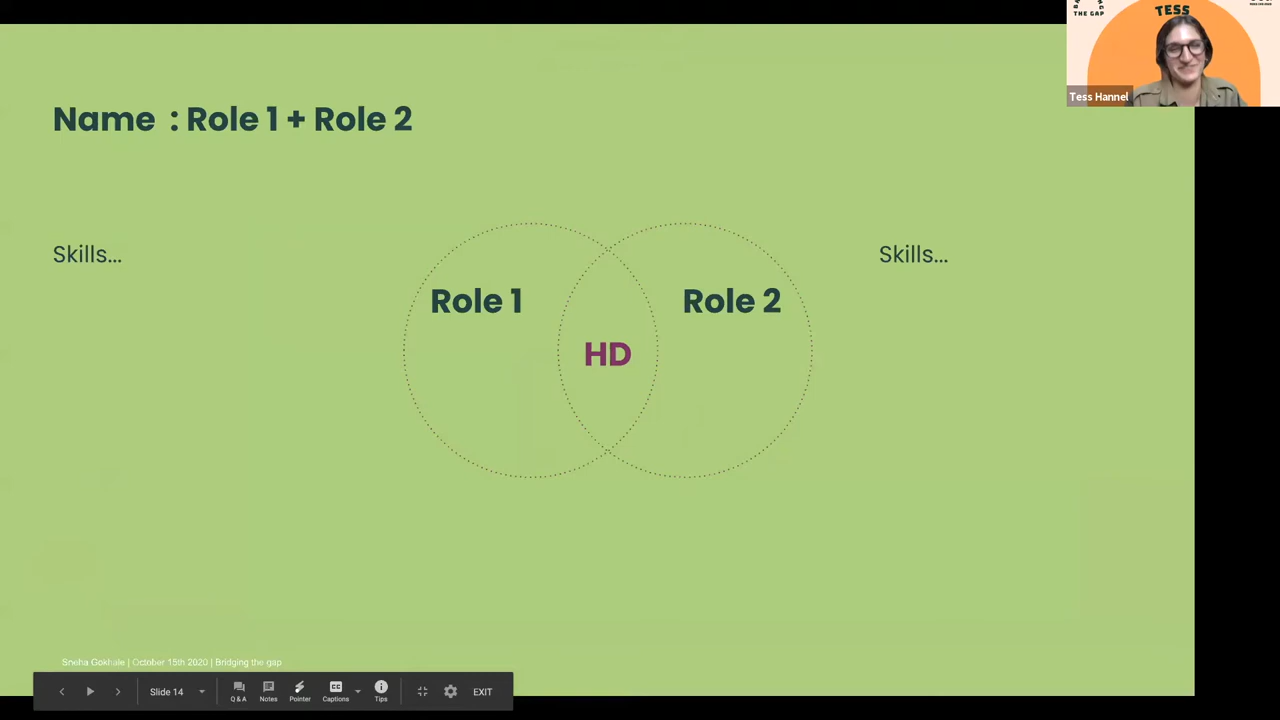 THE GAP
TESS
Tess Hannel
Name : Role 1 + Role 2
Skills...
Skills...
Role 1
Role 2
HD
Sneha Gokhale | October 15th 2020 | Bridging the gap
Slide 14
Q & A
Notes
Pointer
CC
Captions
Tips
EXIT